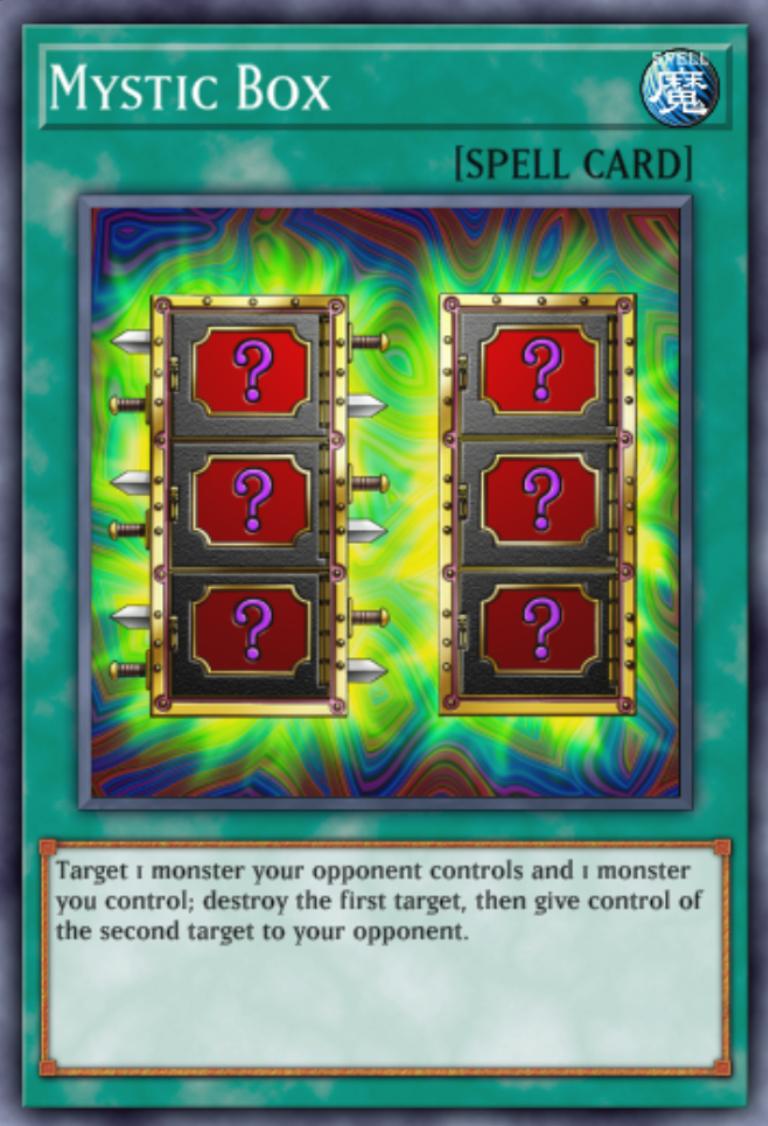 MYSTIC BOX
SPELL
魔
[SPELL CARD]
?
?
?
?
?
?
Target 1 monster your opponent controls and 1 monster
you control; destroy the first target, then give control of
the second target to your opponent.